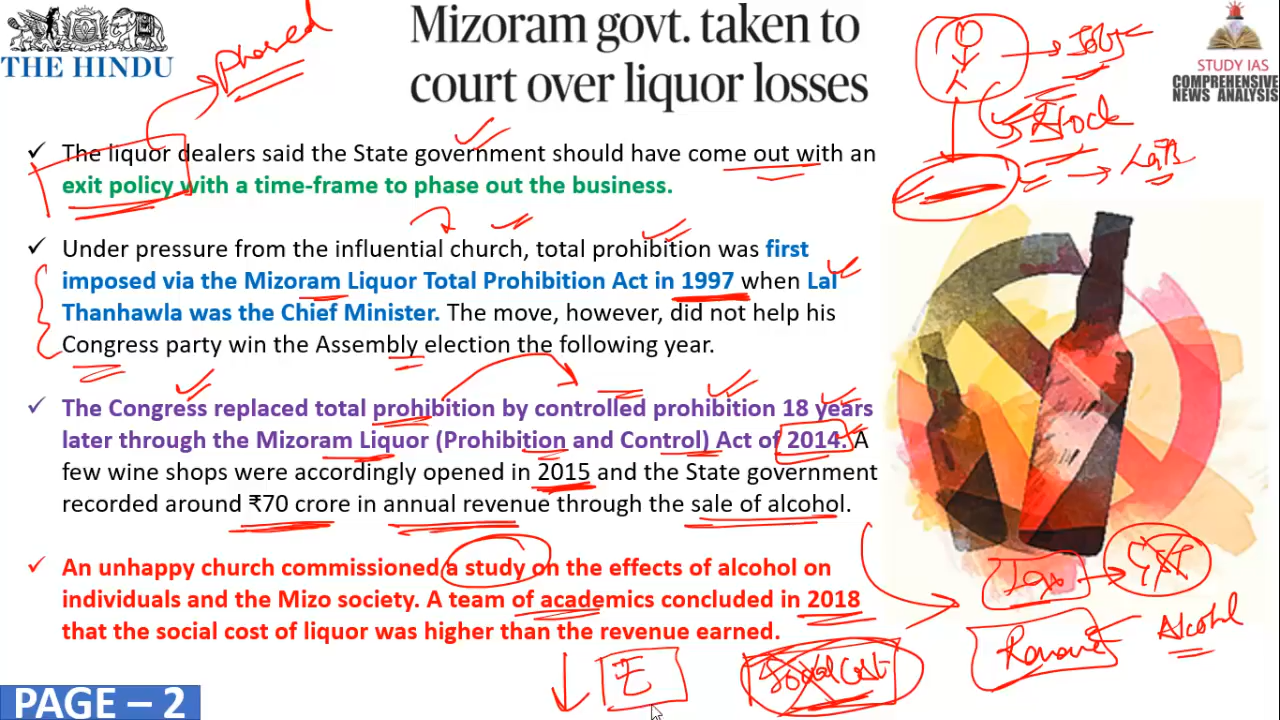 THE HINDU
Mizoram govt. taken to
court over liquor losses
STUDY IAS
COMPREHENSIVE
NEWS ANALYSIS
phased
✓ The liquor dealers said the State government should have come out with an
exit policy with a time-frame to phase out the business.
✓ Under pressure from the influential church, total prohibition was first
imposed via the Mizoram Liquor Total Prohibition Act in 1997 when Lal
Thanhawla was the Chief Minister. The move, however, did not help his
Congress party win the Assembly election the following year.
✓ The Congress replaced total prohibition by controlled prohibition 18 years
later through the Mizoram Liquor (Prohibition and Control) Act of 2014. A
few wine shops were accordingly opened in 2015 and the State government
recorded around ₹70 crore in annual revenue through the sale of alcohol.
✓ An unhappy church commissioned a study on the effects of alcohol on
individuals and the Mizo society. A team of academics concluded in 2018
that the social cost of liquor was higher than the revenue earned.
Alcohol
E
Social Cost
PAGE – 2